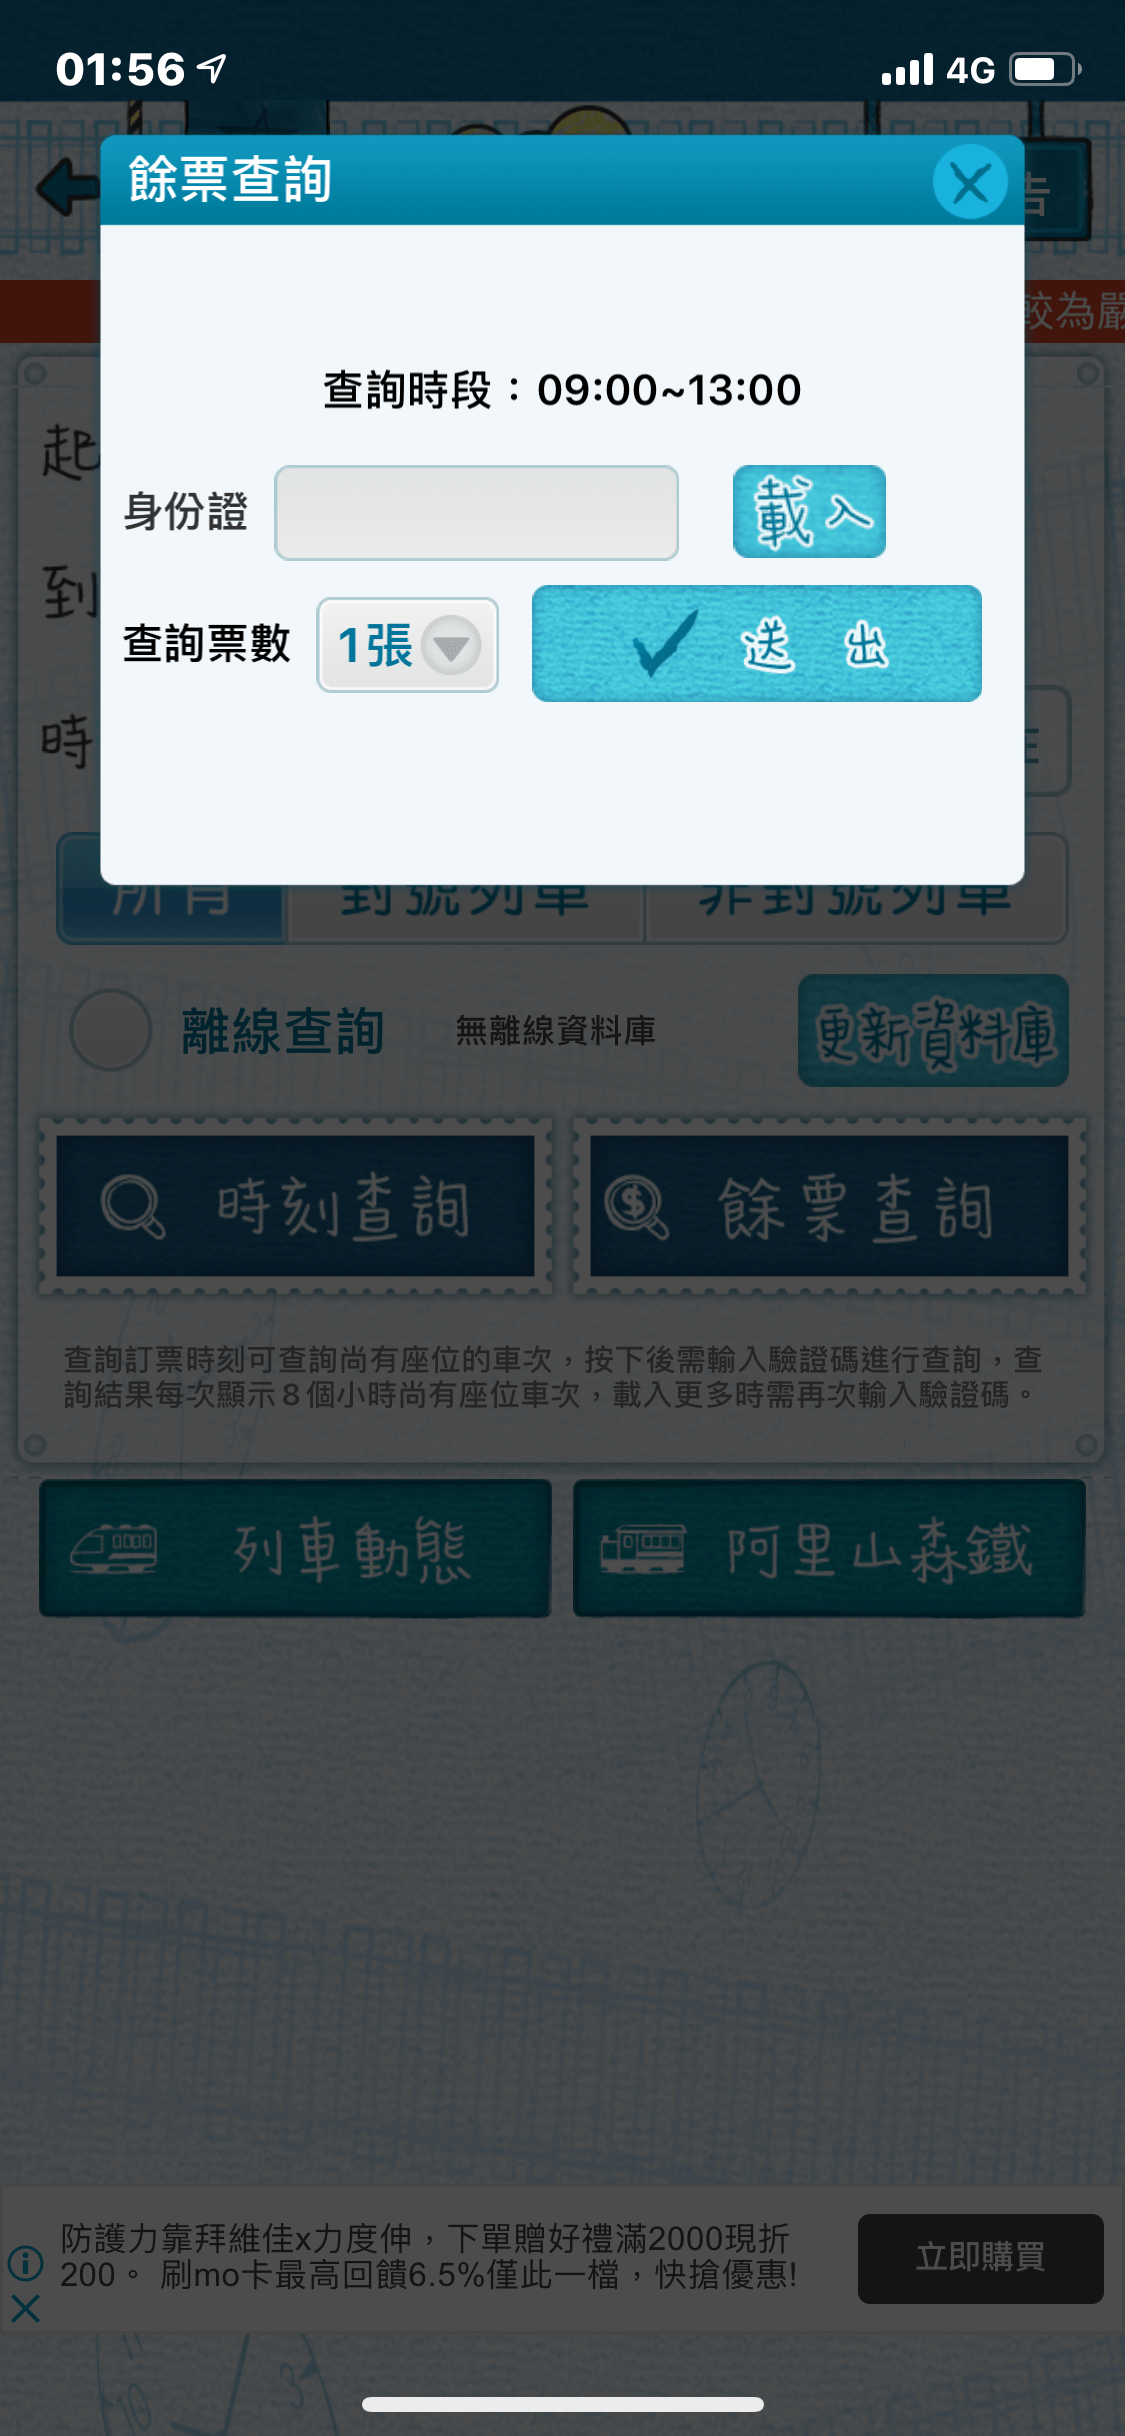 01:56
4G
餘票查詢
告
較為嚴
查詢時段：09:00~13:00
身份證
載入
查詢票數
1張
送出
起
到
時
所有
對號列車
非對號列車
離線查詢
無離線資料庫
更新資料庫
時刻查詢
餘票查詢
查詢訂票時刻可查詢尚有座位的車次，按下後需輸入驗證碼進行查詢，查
詢結果每次顯示８個小時尚有座位車次，載入更多時需再次輸入驗證碼。
列車動態
阿里山森鐵
防護力靠拜維佳x力度伸，下單贈好禮滿2000現折
200。 刷mo卡最高回饋6.5%僅此一檔，快搶優惠!
立即購買